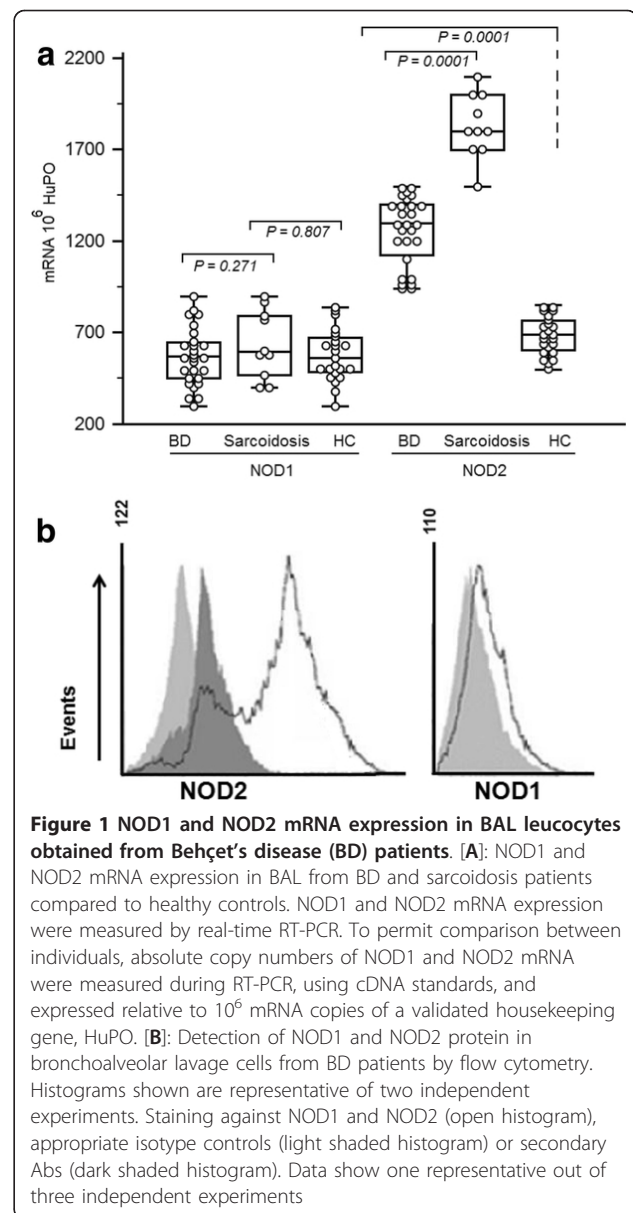 a
P = 0.0001
P = 0.0001
2200
1700
1200
700
200
mRNA 10⁶ HuPO
P = 0.807
P = 0.271
BD Sarcoidosis HC BD Sarcoidosis HC
NOD1 NOD2
b
122
110
Events
NOD2 NOD1
Figure 1 NOD1 and NOD2 mRNA expression in BAL leucocytes
obtained from Behçet's disease (BD) patients. [A]: NOD1 and
NOD2 mRNA expression in BAL from BD and sarcoidosis patients
compared to healthy controls. NOD1 and NOD2 mRNA expression
were measured by real-time RT-PCR. To permit comparison between
individuals, absolute copy numbers of NOD1 and NOD2 mRNA
were measured during RT-PCR, using cDNA standards, and
expressed relative to 10⁶ mRNA copies of a validated housekeeping
gene, HuPO. [B]: Detection of NOD1 and NOD2 protein in
bronchoalveolar lavage cells from BD patients by flow cytometry.
Histograms shown are representative of two independent
experiments. Staining against NOD1 and NOD2 (open histogram),
appropriate isotype controls (light shaded histogram) or secondary
Abs (dark shaded histogram). Data show one representative out of
three independent experiments